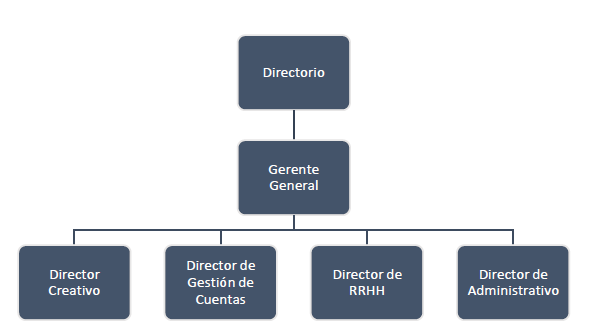 Directorio
Gerente
General
Director
Creativo
Director de
Gestión de
Cuentas
Director de
RRHH
Director de
Administrativo